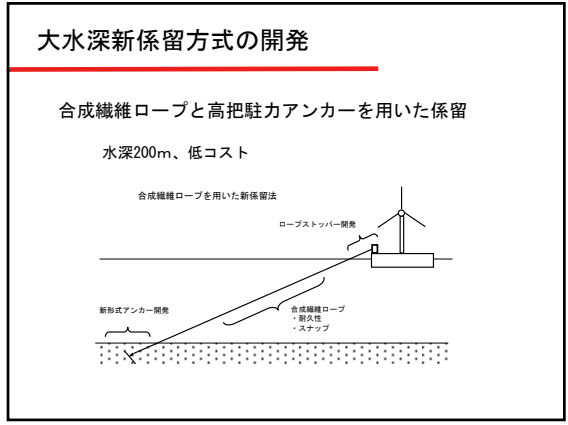 大水深新係留方式の開発
合成繊維ロープと高把駐力アンカーを用いた係留
水深200m、低コスト
合成繊維ロープを用いた新係留法
ロープストッパー開発
新形式アンカー開発
合成繊維ロープ
・耐久性
・スナップ